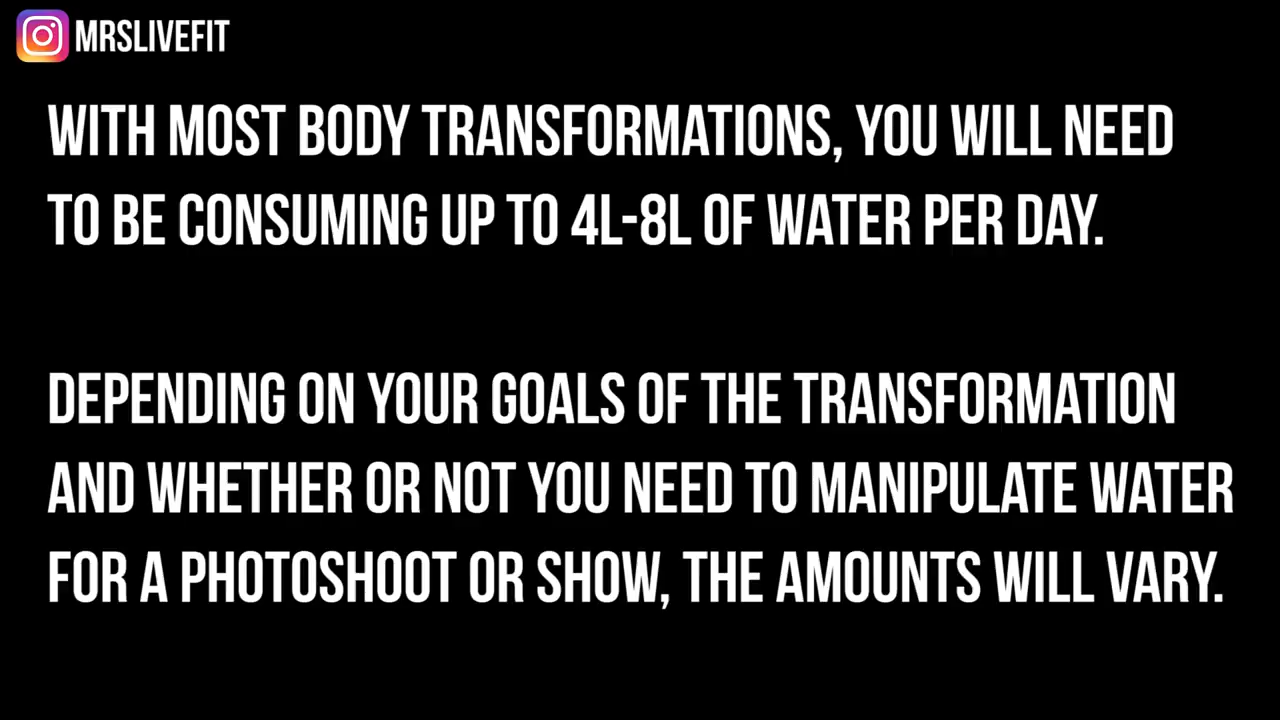 MRSLIVEFIT
WITH MOST BODY TRANSFORMATIONS, YOU WILL NEED
TO BE CONSUMING UP TO 4L-8L OF WATER PER DAY.
DEPENDING ON YOUR GOALS OF THE TRANSFORMATION
AND WHETHER OR NOT YOU NEED TO MANIPULATE WATER
FOR A PHOTOSHOOT OR SHOW, THE AMOUNTS WILL VARY.